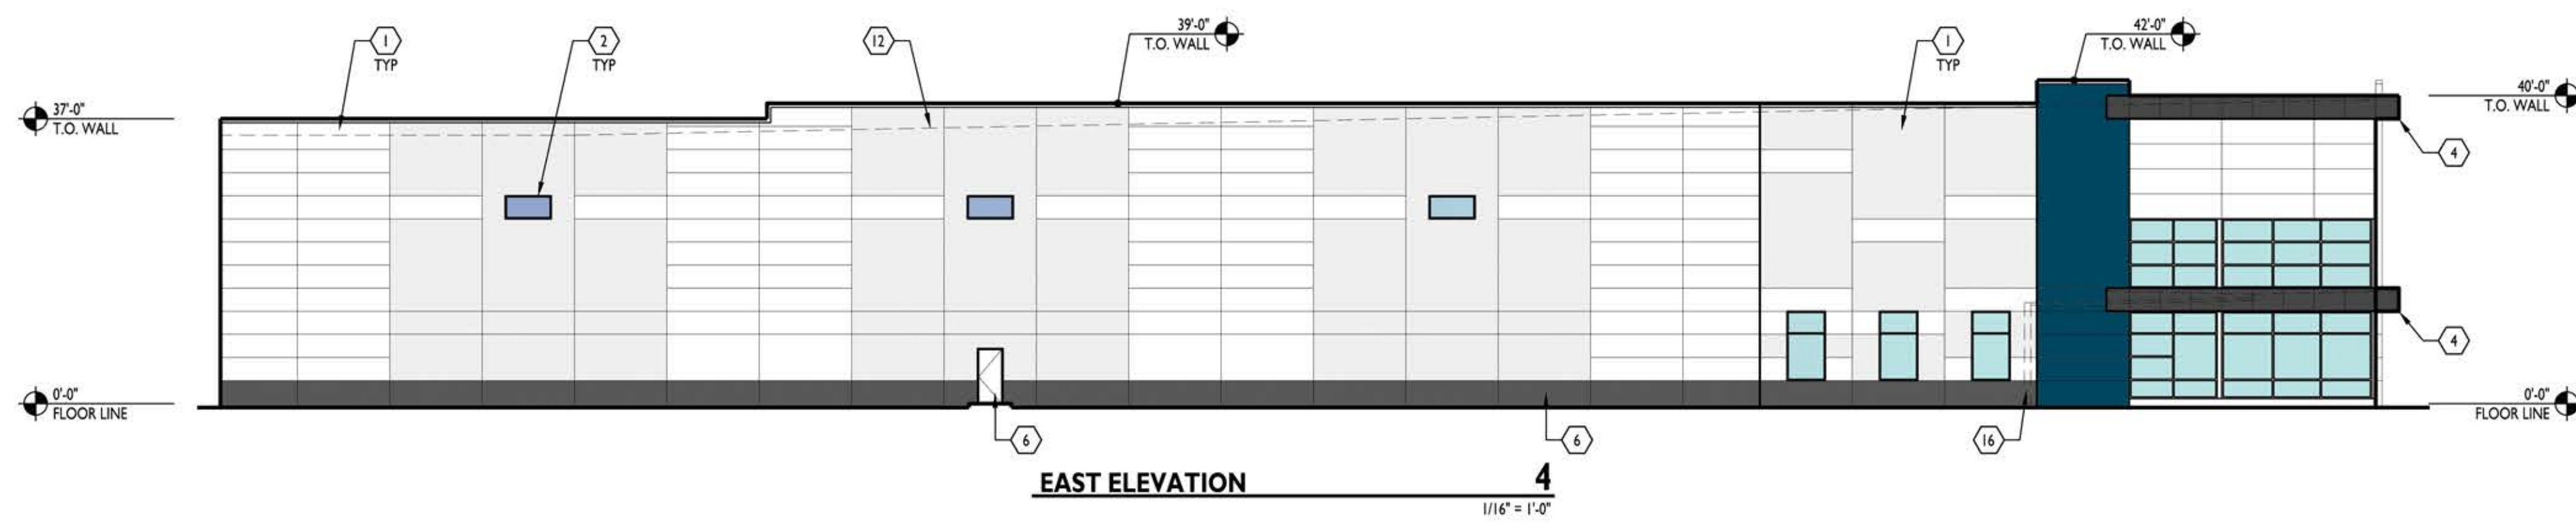 39'-0"
T.O. WALL
42'-0"
T.O. WALL
1
TYP
2
TYP
12
1
TYP
37'-0"
T.O. WALL
40'-0"
T.O. WALL
4
4
0'-0"
FLOOR LINE
0'-0"
FLOOR LINE
6
6
16
EAST ELEVATION 4
1/16" = 1'-0"